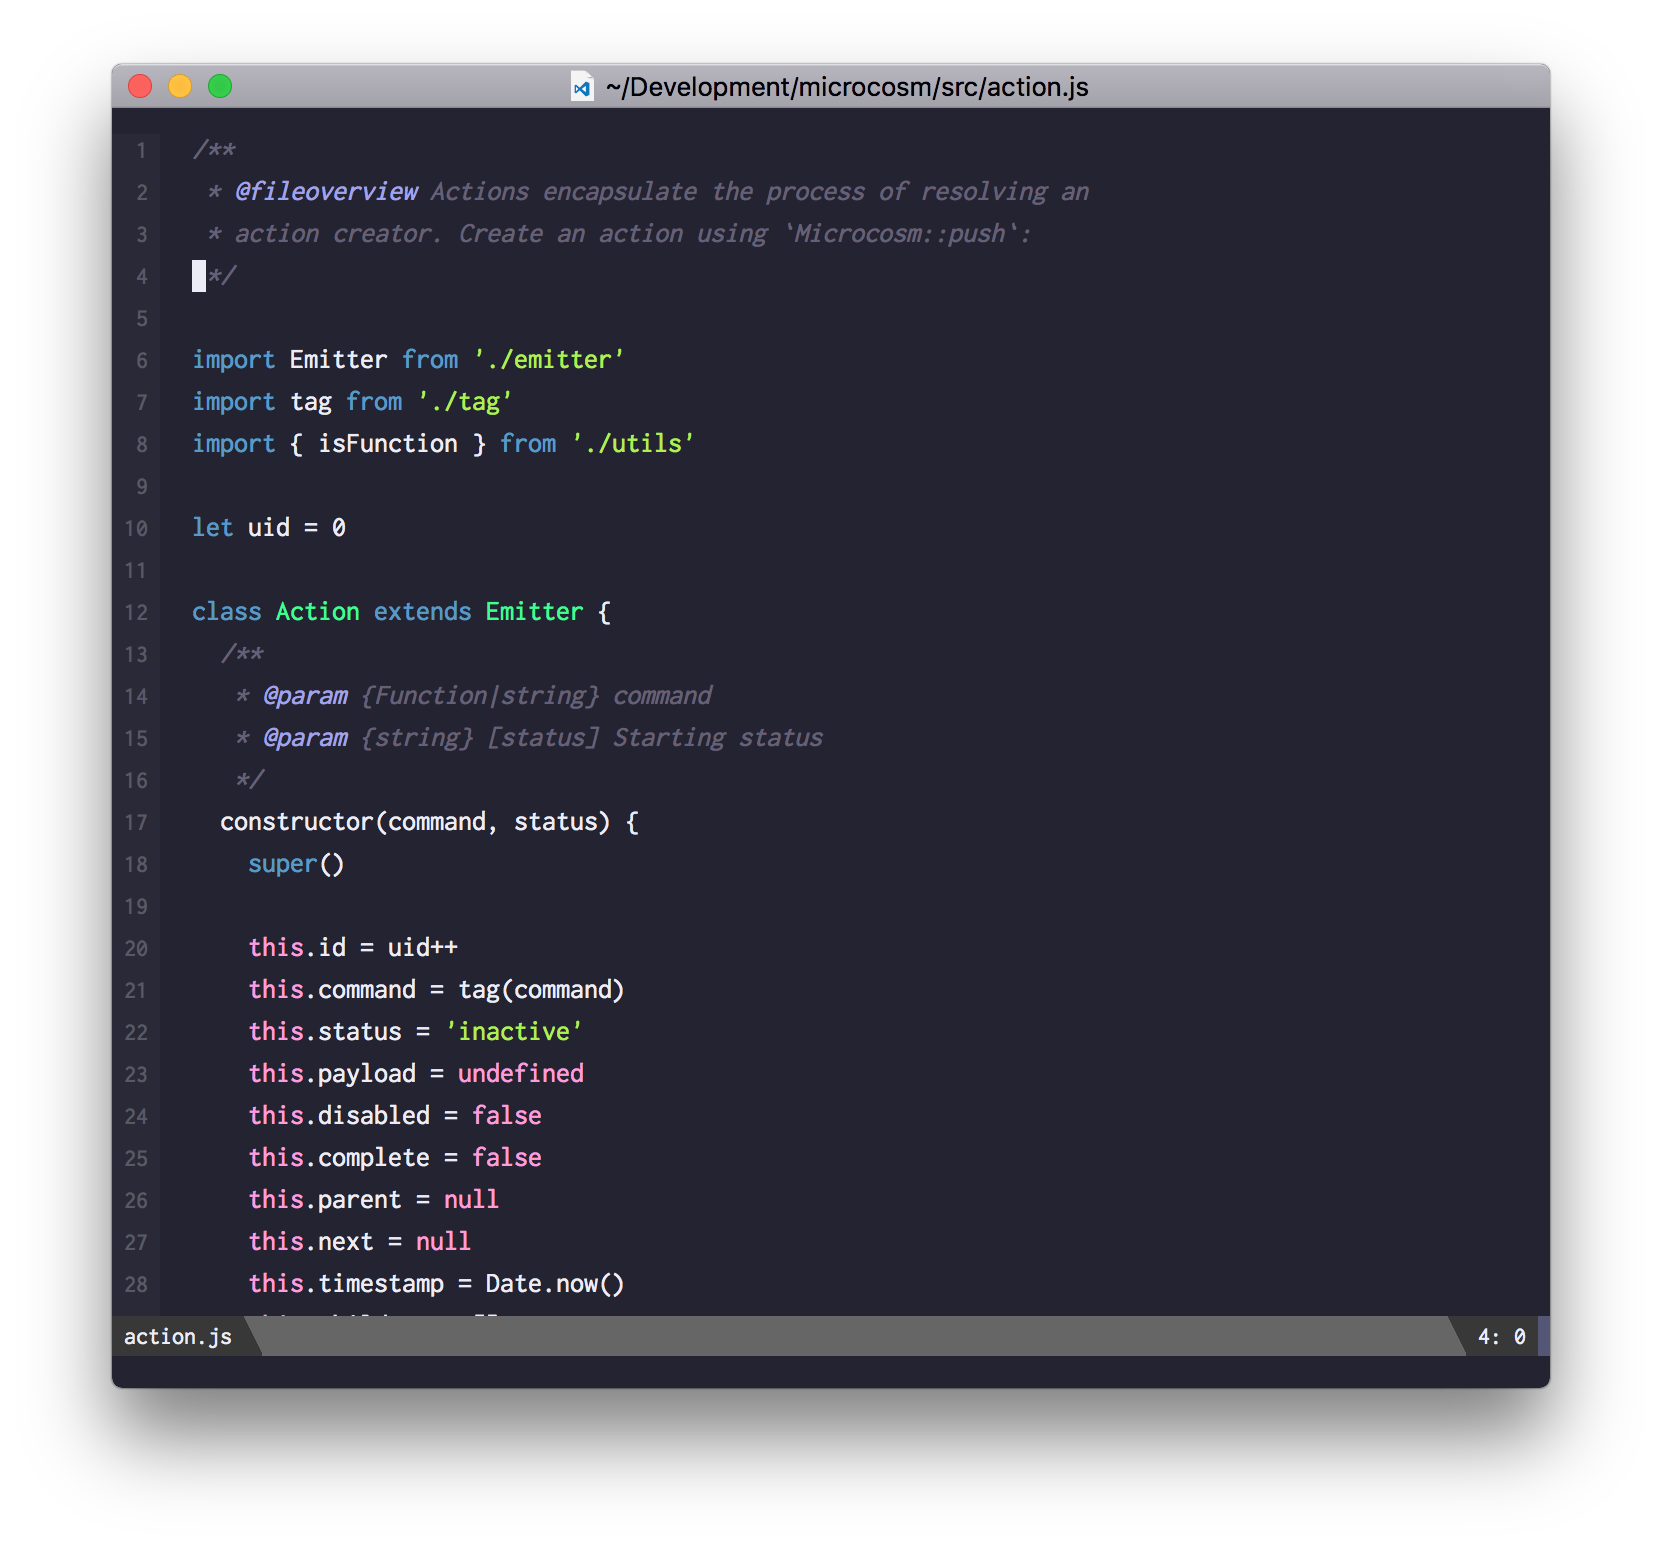 ~/Development/microcosm/src/action.js
1 /**
2  * @fileoverview Actions encapsulate the process of resolving an
3  * action creator. Create an action using `Microcosm::push`:
4  */
5
6 import Emitter from './emitter'
7 import tag from './tag'
8 import { isFunction } from './utils'
9
10 let uid = 0
11
12 class Action extends Emitter {
13   /**
14    * @param {Function|string} command
15    * @param {string} [status] Starting status
16    */
17   constructor(command, status) {
18     super()
19
20     this.id = uid++
21     this.command = tag(command)
22     this.status = 'inactive'
23     this.payload = undefined
24     this.disabled = false
25     this.complete = false
26     this.parent = null
27     this.next = null
28     this.timestamp = Date.now()
action.js 4: 0